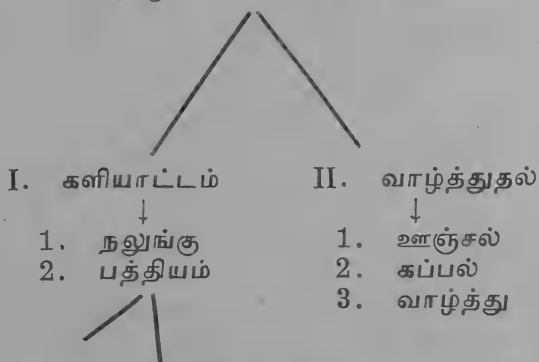 I. களியாட்டம் II. வாழ்த்துதல்
1. நலுங்கு 1. ஊஞ்சல்
2. பத்தியம் 2. கப்பல்
3. வாழ்த்து